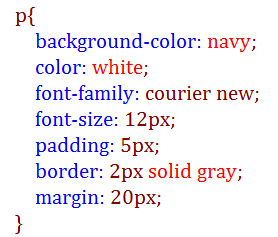 p{
background-color: navy;
color: white;
font-family: courier new;
font-size: 12px;
padding: 5px;
border: 2px solid gray;
margin: 20px;
}